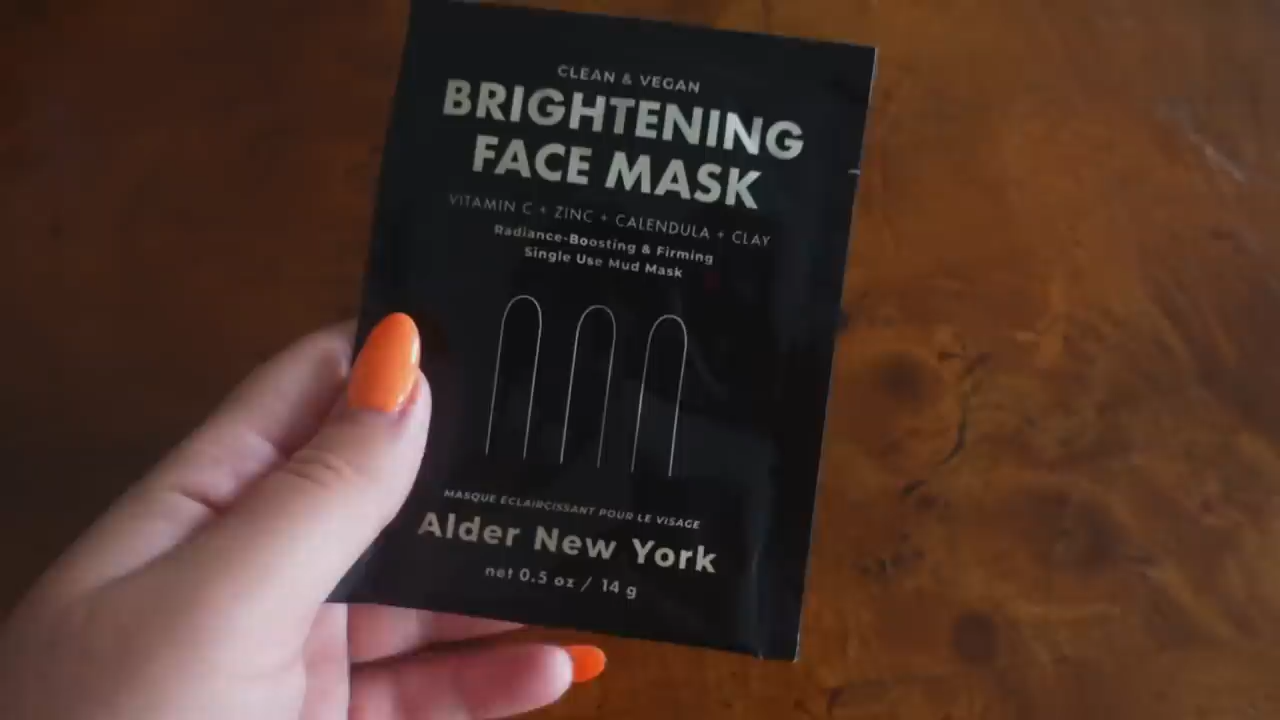 CLEAN & VEGAN
BRIGHTENING
FACE MASK
VITAMIN C + ZINC + CALENDULA + CLAY
Radiance-Boosting & Firming
Single Use Mud Mask
MASQUE ECLAIRCISSANT POUR LE VISAGE
Alder New York
net 0.5 oz / 14 g